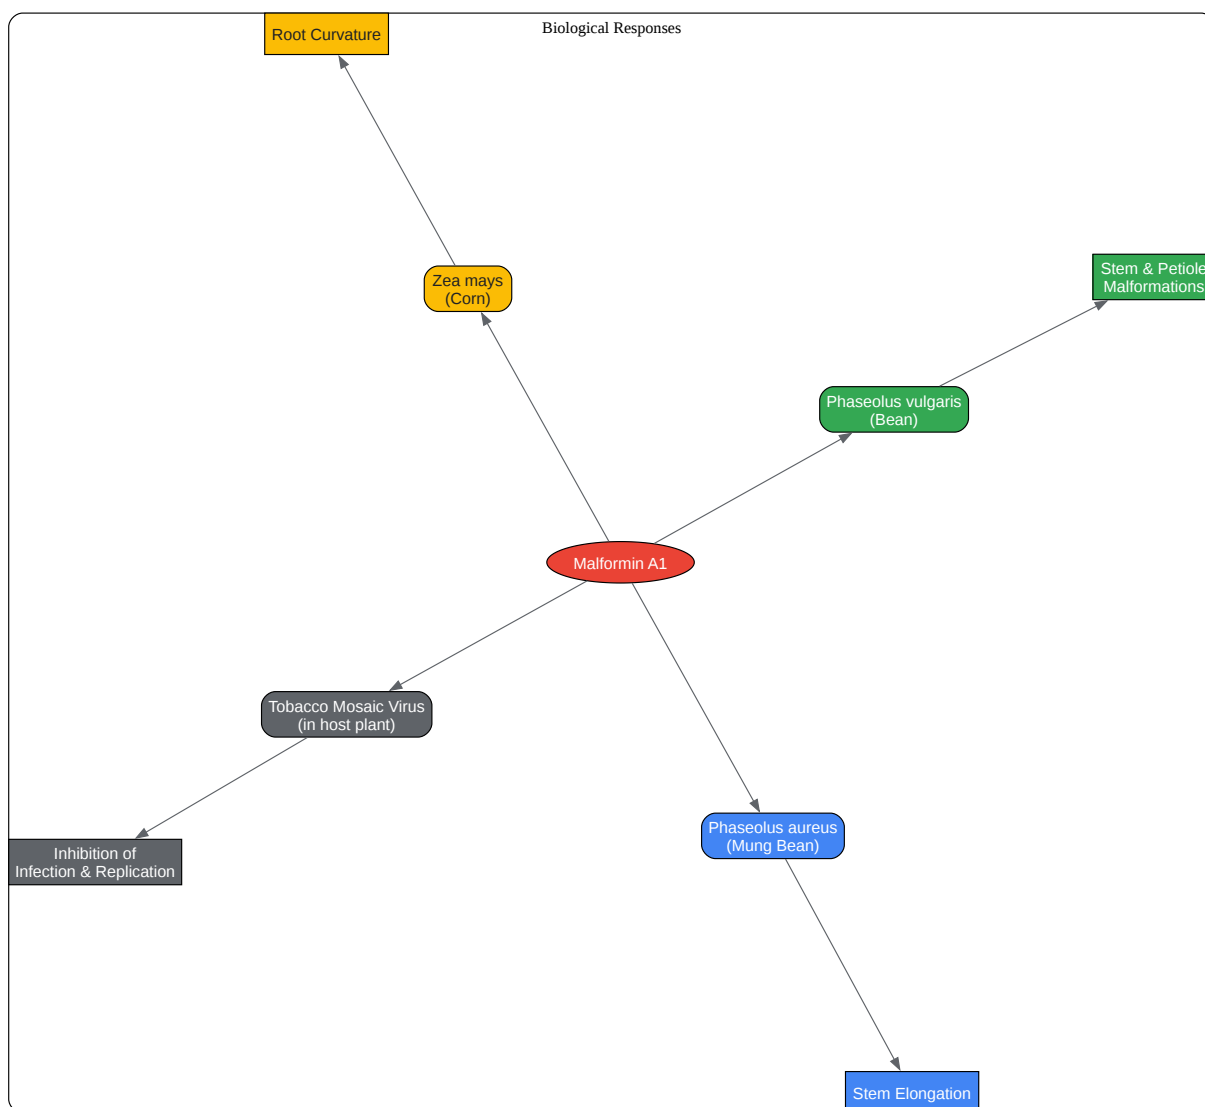 Biological Responses
Root Curvature
Stem & Petiole
Malformations
Zea mays
(Corn)
Phaseolus vulgaris
(Bean)
Malformin A1
Tobacco Mosaic Virus
(in host plant)
Phaseolus aureus
(Mung Bean)
Inhibition of
Infection & Replication
Stem Elongation